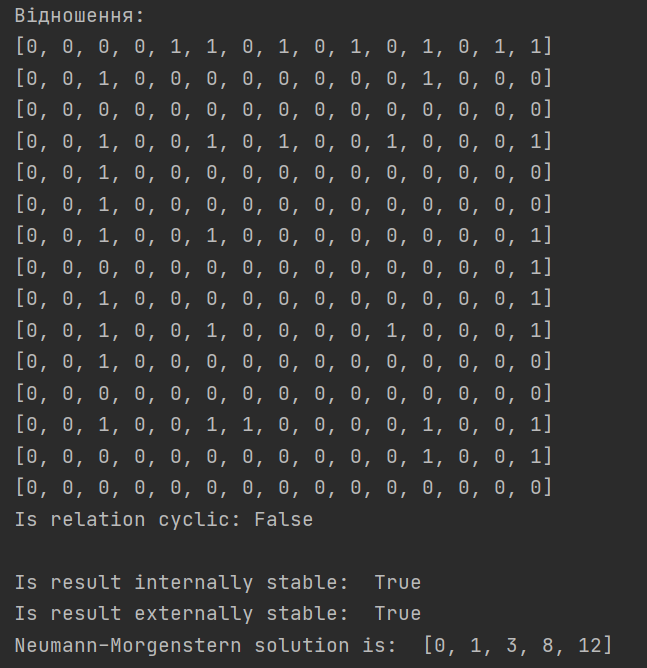 Відношення:
[0, 0, 0, 0, 1, 1, 0, 1, 0, 1, 0, 1, 0, 1, 1]
[0, 0, 1, 0, 0, 0, 0, 0, 0, 0, 0, 1, 0, 0, 0]
[0, 0, 0, 0, 0, 0, 0, 0, 0, 0, 0, 0, 0, 0, 0]
[0, 0, 1, 0, 0, 1, 0, 1, 0, 0, 1, 0, 0, 0, 1]
[0, 0, 1, 0, 0, 0, 0, 0, 0, 0, 0, 0, 0, 0, 0]
[0, 0, 1, 0, 0, 0, 0, 0, 0, 0, 0, 0, 0, 0, 0]
[0, 0, 1, 0, 0, 1, 0, 0, 0, 0, 0, 0, 0, 0, 1]
[0, 0, 0, 0, 0, 0, 0, 0, 0, 0, 0, 0, 0, 0, 1]
[0, 0, 1, 0, 0, 0, 0, 0, 0, 0, 0, 0, 0, 0, 1]
[0, 0, 1, 0, 0, 1, 0, 0, 0, 0, 1, 0, 0, 0, 1]
[0, 0, 1, 0, 0, 0, 0, 0, 0, 0, 0, 0, 0, 0, 0]
[0, 0, 0, 0, 0, 0, 0, 0, 0, 0, 0, 0, 0, 0, 0]
[0, 0, 1, 0, 0, 1, 1, 0, 0, 0, 0, 1, 0, 0, 1]
[0, 0, 0, 0, 0, 0, 0, 0, 0, 0, 0, 1, 0, 0, 1]
[0, 0, 0, 0, 0, 0, 0, 0, 0, 0, 0, 0, 0, 0, 0]
Is relation cyclic: False
Is result internally stable:  True
Is result externally stable:  True
Neumann-Morgenstern solution is:  [0, 1, 3, 8, 12]